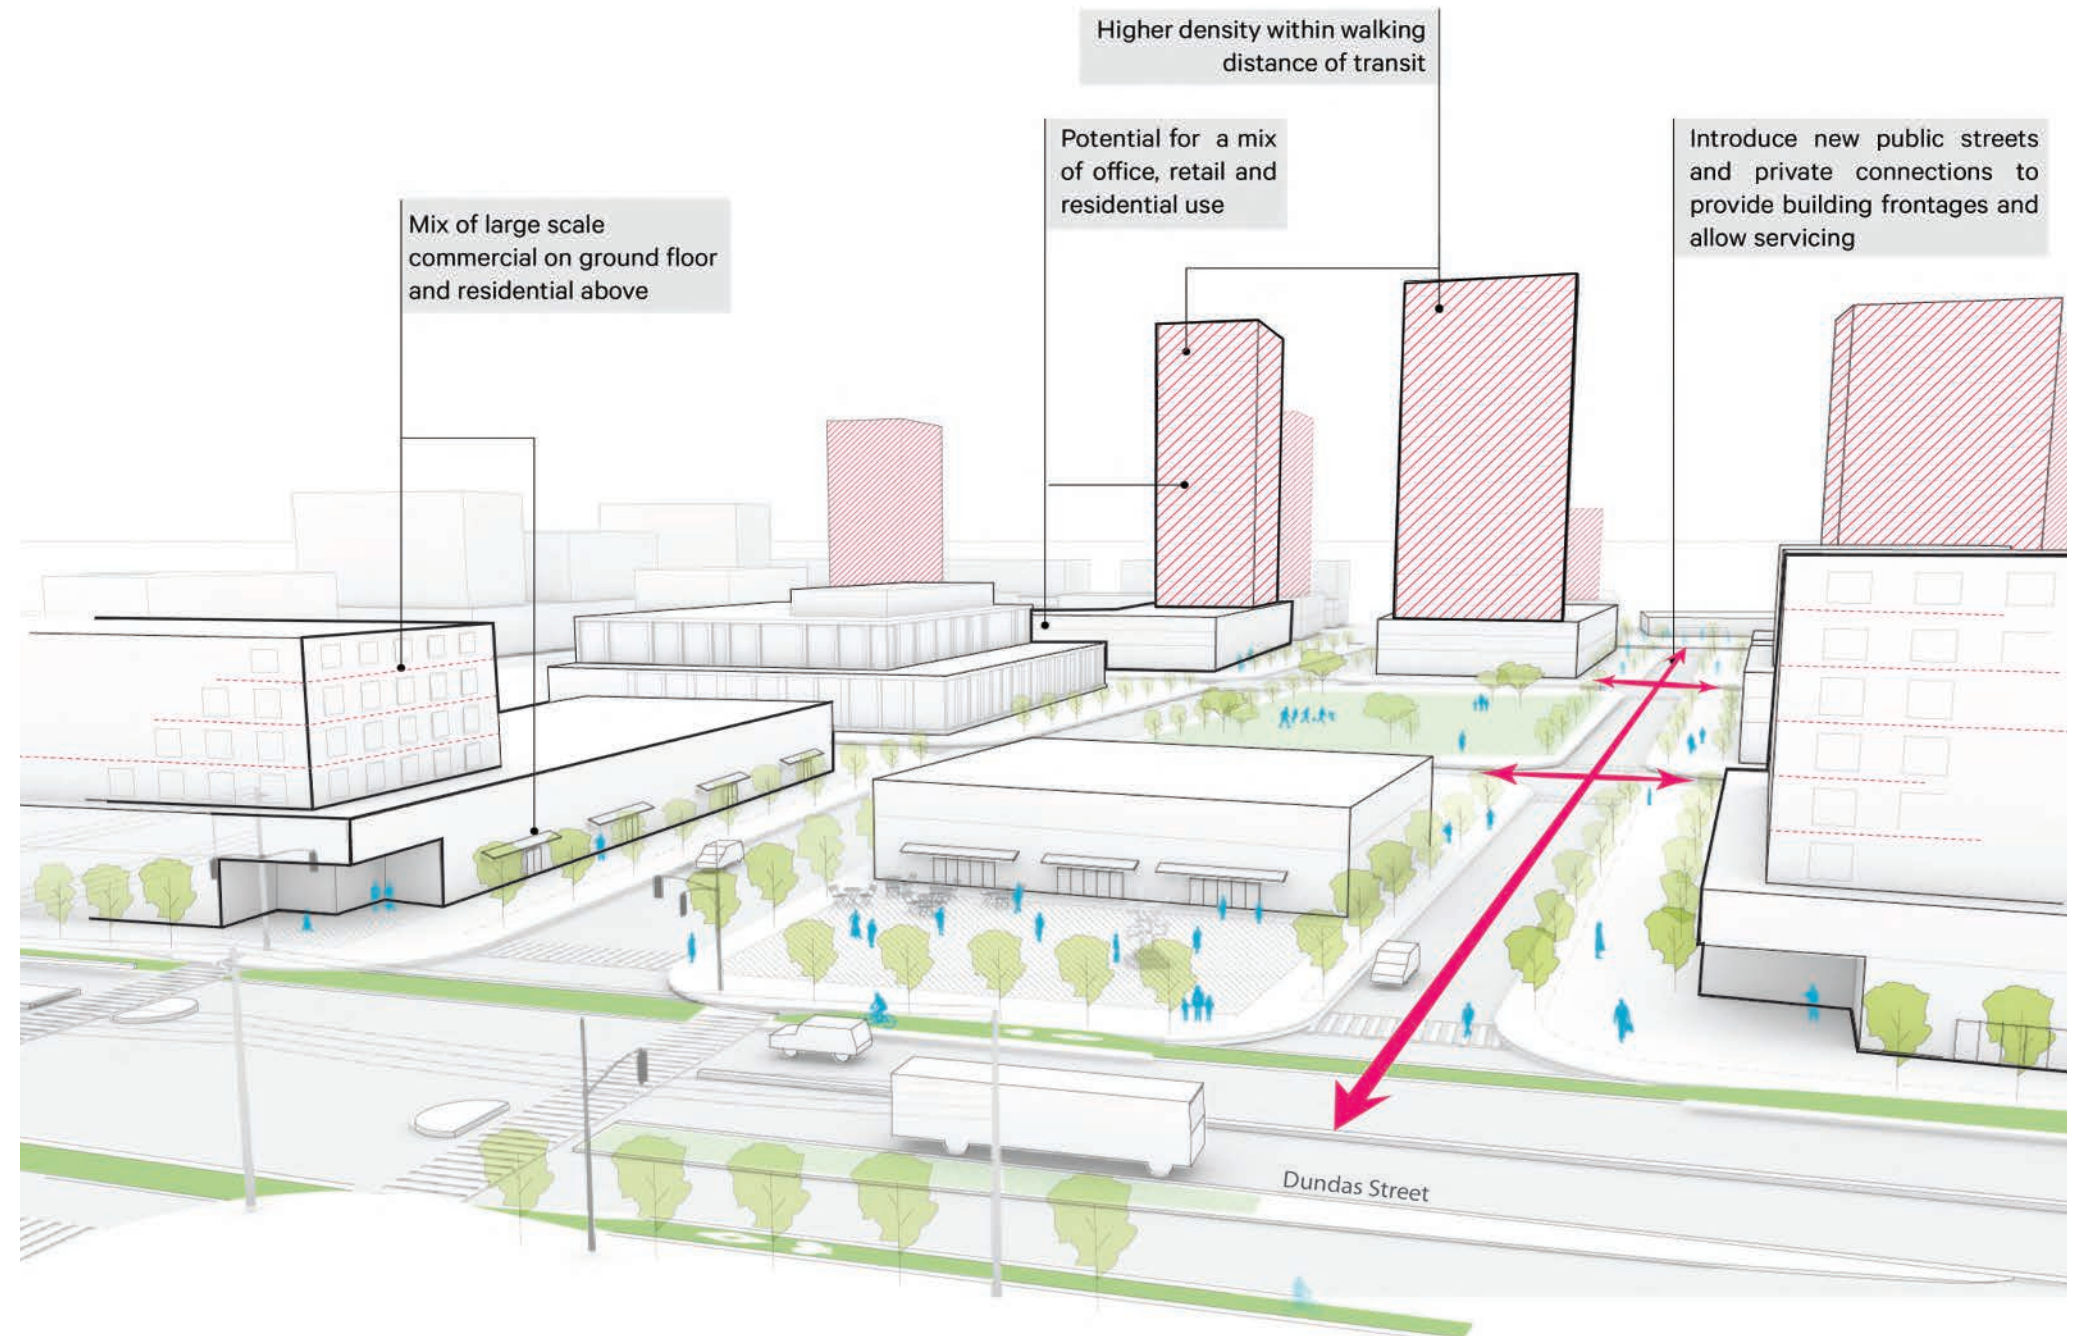 Higher density within walking
distance of transit
Potential for a mix
of office, retail and
residential use
Introduce new public streets
and private connections to
provide building frontages and
allow servicing
Mix of large scale
commercial on ground floor
and residential above
Dundas Street